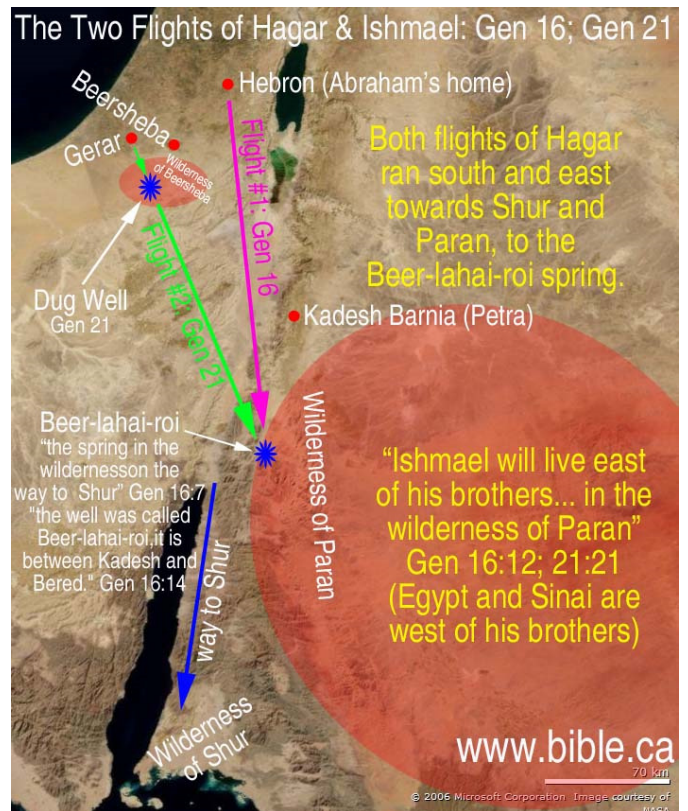 The Two Flights of Hagar & Ishmael: Gen 16; Gen 21
Hebron (Abraham's home)
Beersheba
Gerar
Wilderness
of Beersheba
Flight #1: Gen 16
Both flights of Hagar
ran south and east
towards Shur and
Paran, to the
Beer-lahai-roi spring.
Flight #2: Gen 21
Dug Well
Gen 21
Kadesh Barnia (Petra)
Beer-lahai-roi
"the spring in the
wildernesson the
way to Shur" Gen 16:7
"the well was called
Beer-lahai-roi,it is
between Kadesh and
Bered." Gen 16:14
Wilderness of Paran
"Ishmael will live east
of his brothers... in the
wilderness of Paran"
Gen 16:12; 21:21
(Egypt and Sinai are
west of his brothers)
way to Shur
Wilderness
of Shur
www.bible.ca
70 km
© 2006 Microsoft Corporation Image courtesy of
NASA